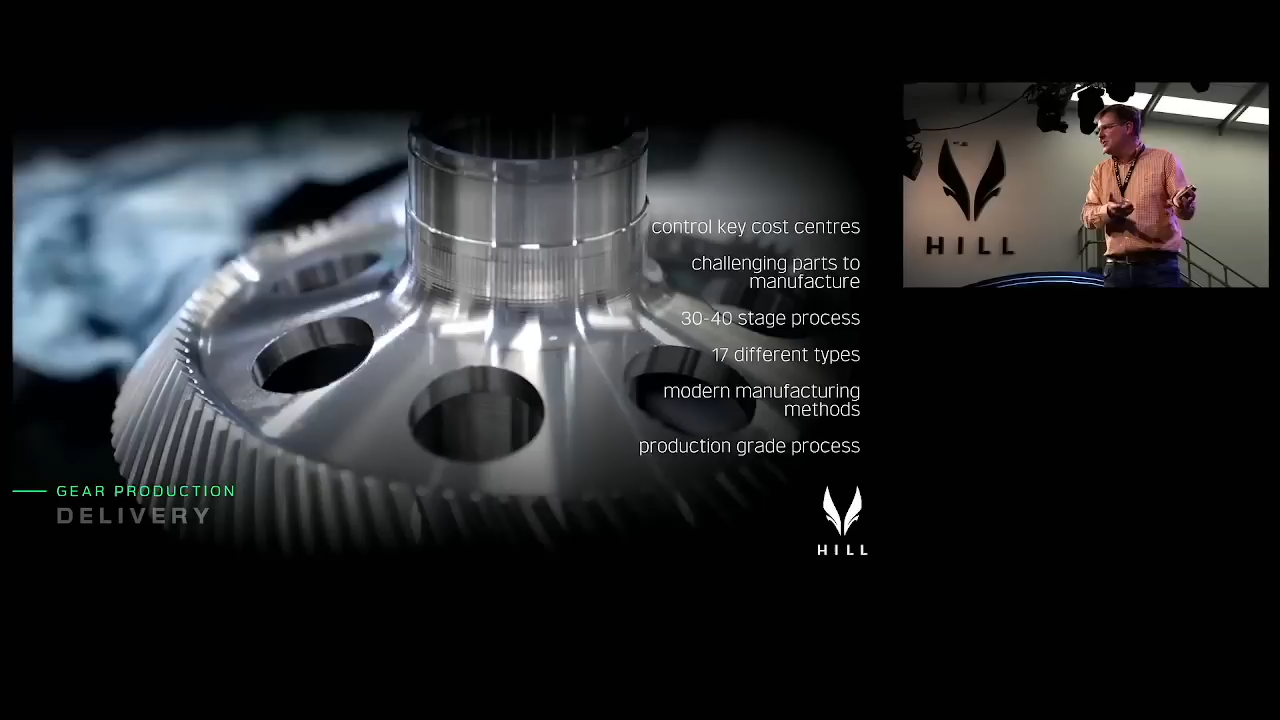 control key cost centres
challenging parts to
manufacture
30-40 stage process
17 different types
modern manufacturing
methods
production grade process
GEAR PRODUCTION
DELIVERY
HILL
HILL